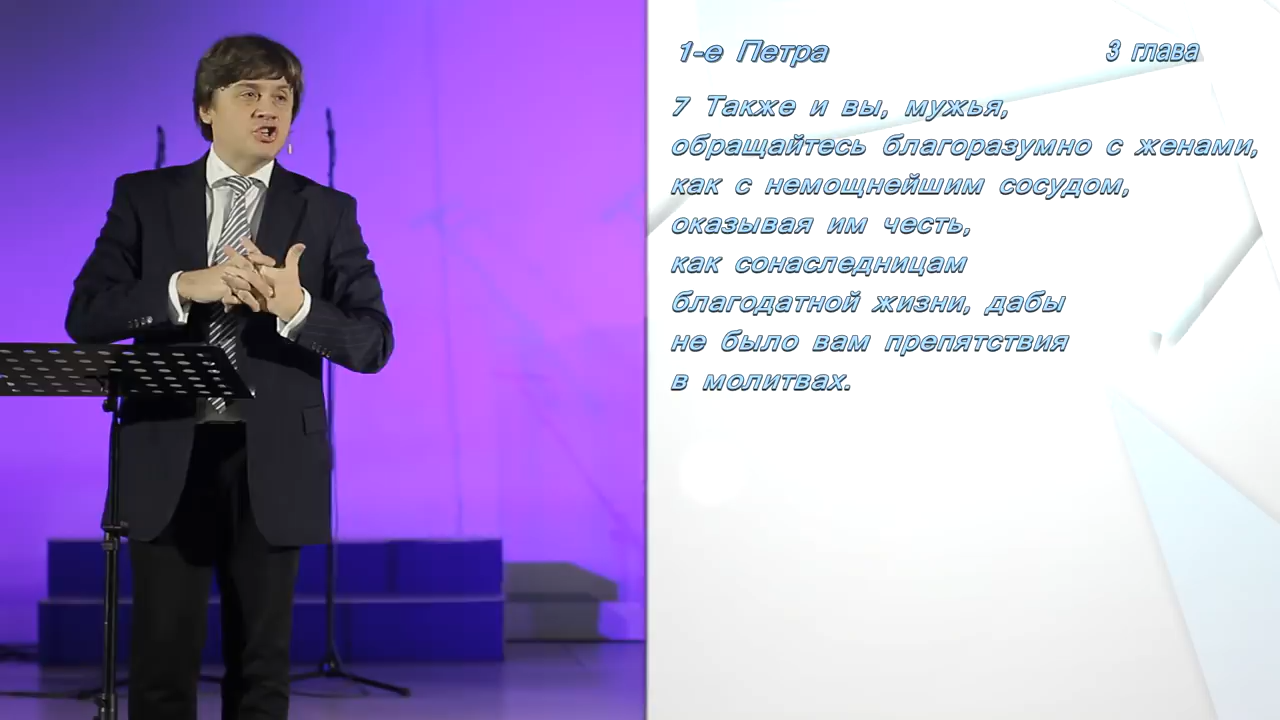 1-е Петра 3 глава
7 Также и вы, мужья,
обращайтесь благоразумно с женами,
как с немощнейшим сосудом,
оказывая им честь,
как сонаследницам
благодатной жизни, дабы
не было вам препятствия
в молитвах.